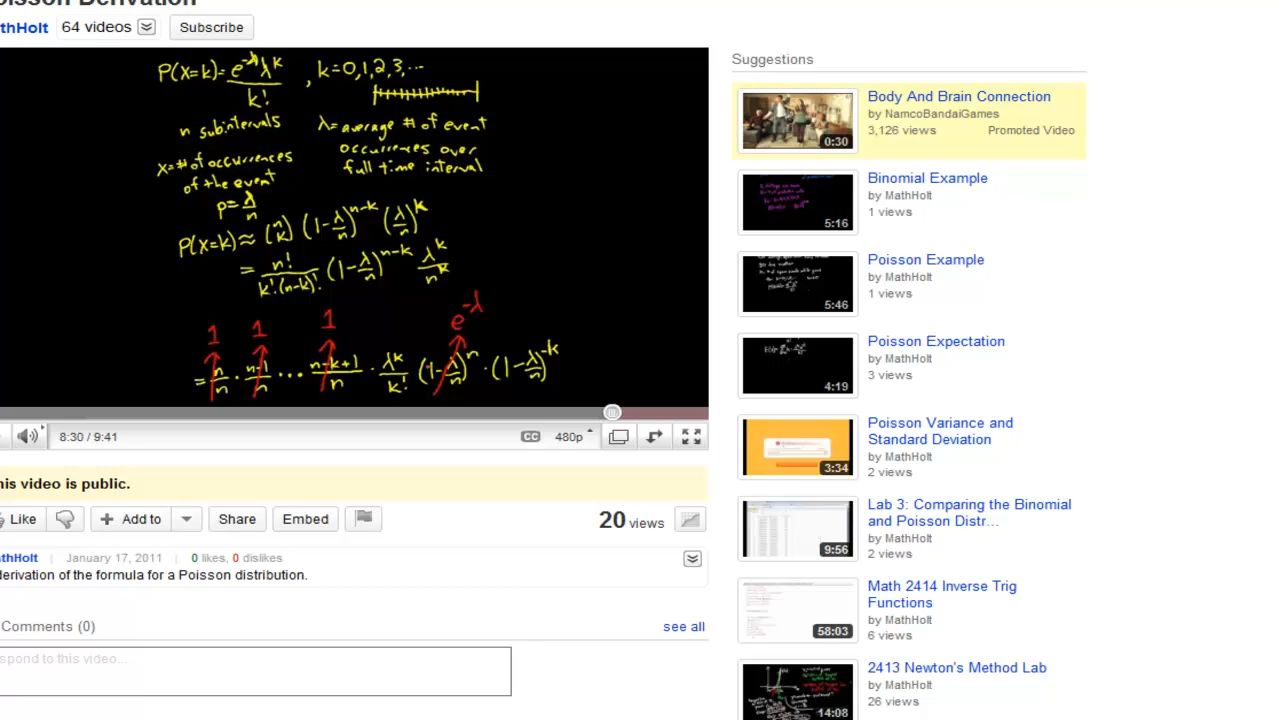 oisson Derivation
thHolt 64 videos Subscribe
P(X=k)= e^-λ λ^k / k! , k=0,1,2,3,...
n subintervals
λ=average # of event
occurrences over
full time interval
x=# of occurrences
of the event
p=λ/n
P(X=k)≈ (n k) (1-λ/n)^n-k (λ/n)^k
= n!/k!·(n-k)! (1-λ/n)^n-k λ^k/n^k
1 1 1 e^-λ
= n/n · n-1/n ... n-k+1/n · λ^k/k! (1-λ/n)^n · (1-λ/n)^-k
8:30 / 9:41 CC 480p
his video is public.
Like Add to Share Embed 20 views
athHolt | January 17, 2011 | 0 likes, 0 dislikes
derivation of the formula for a Poisson distribution.
Comments (0) see all
spond to this video...
Suggestions
Body And Brain Connection
by NamcoBandaiGames
3,126 views Promoted Video
0:30
Binomial Example
by MathHolt
1 views
5:16
Poisson Example
by MathHolt
1 views
5:46
Poisson Expectation
by MathHolt
3 views
4:19
Poisson Variance and
Standard Deviation
by MathHolt
2 views
3:34
Lab 3: Comparing the Binomial
and Poisson Distr...
by MathHolt
2 views
9:56
Math 2414 Inverse Trig
Functions
by MathHolt
6 views
58:03
2413 Newton's Method Lab
by MathHolt
26 views
14:08